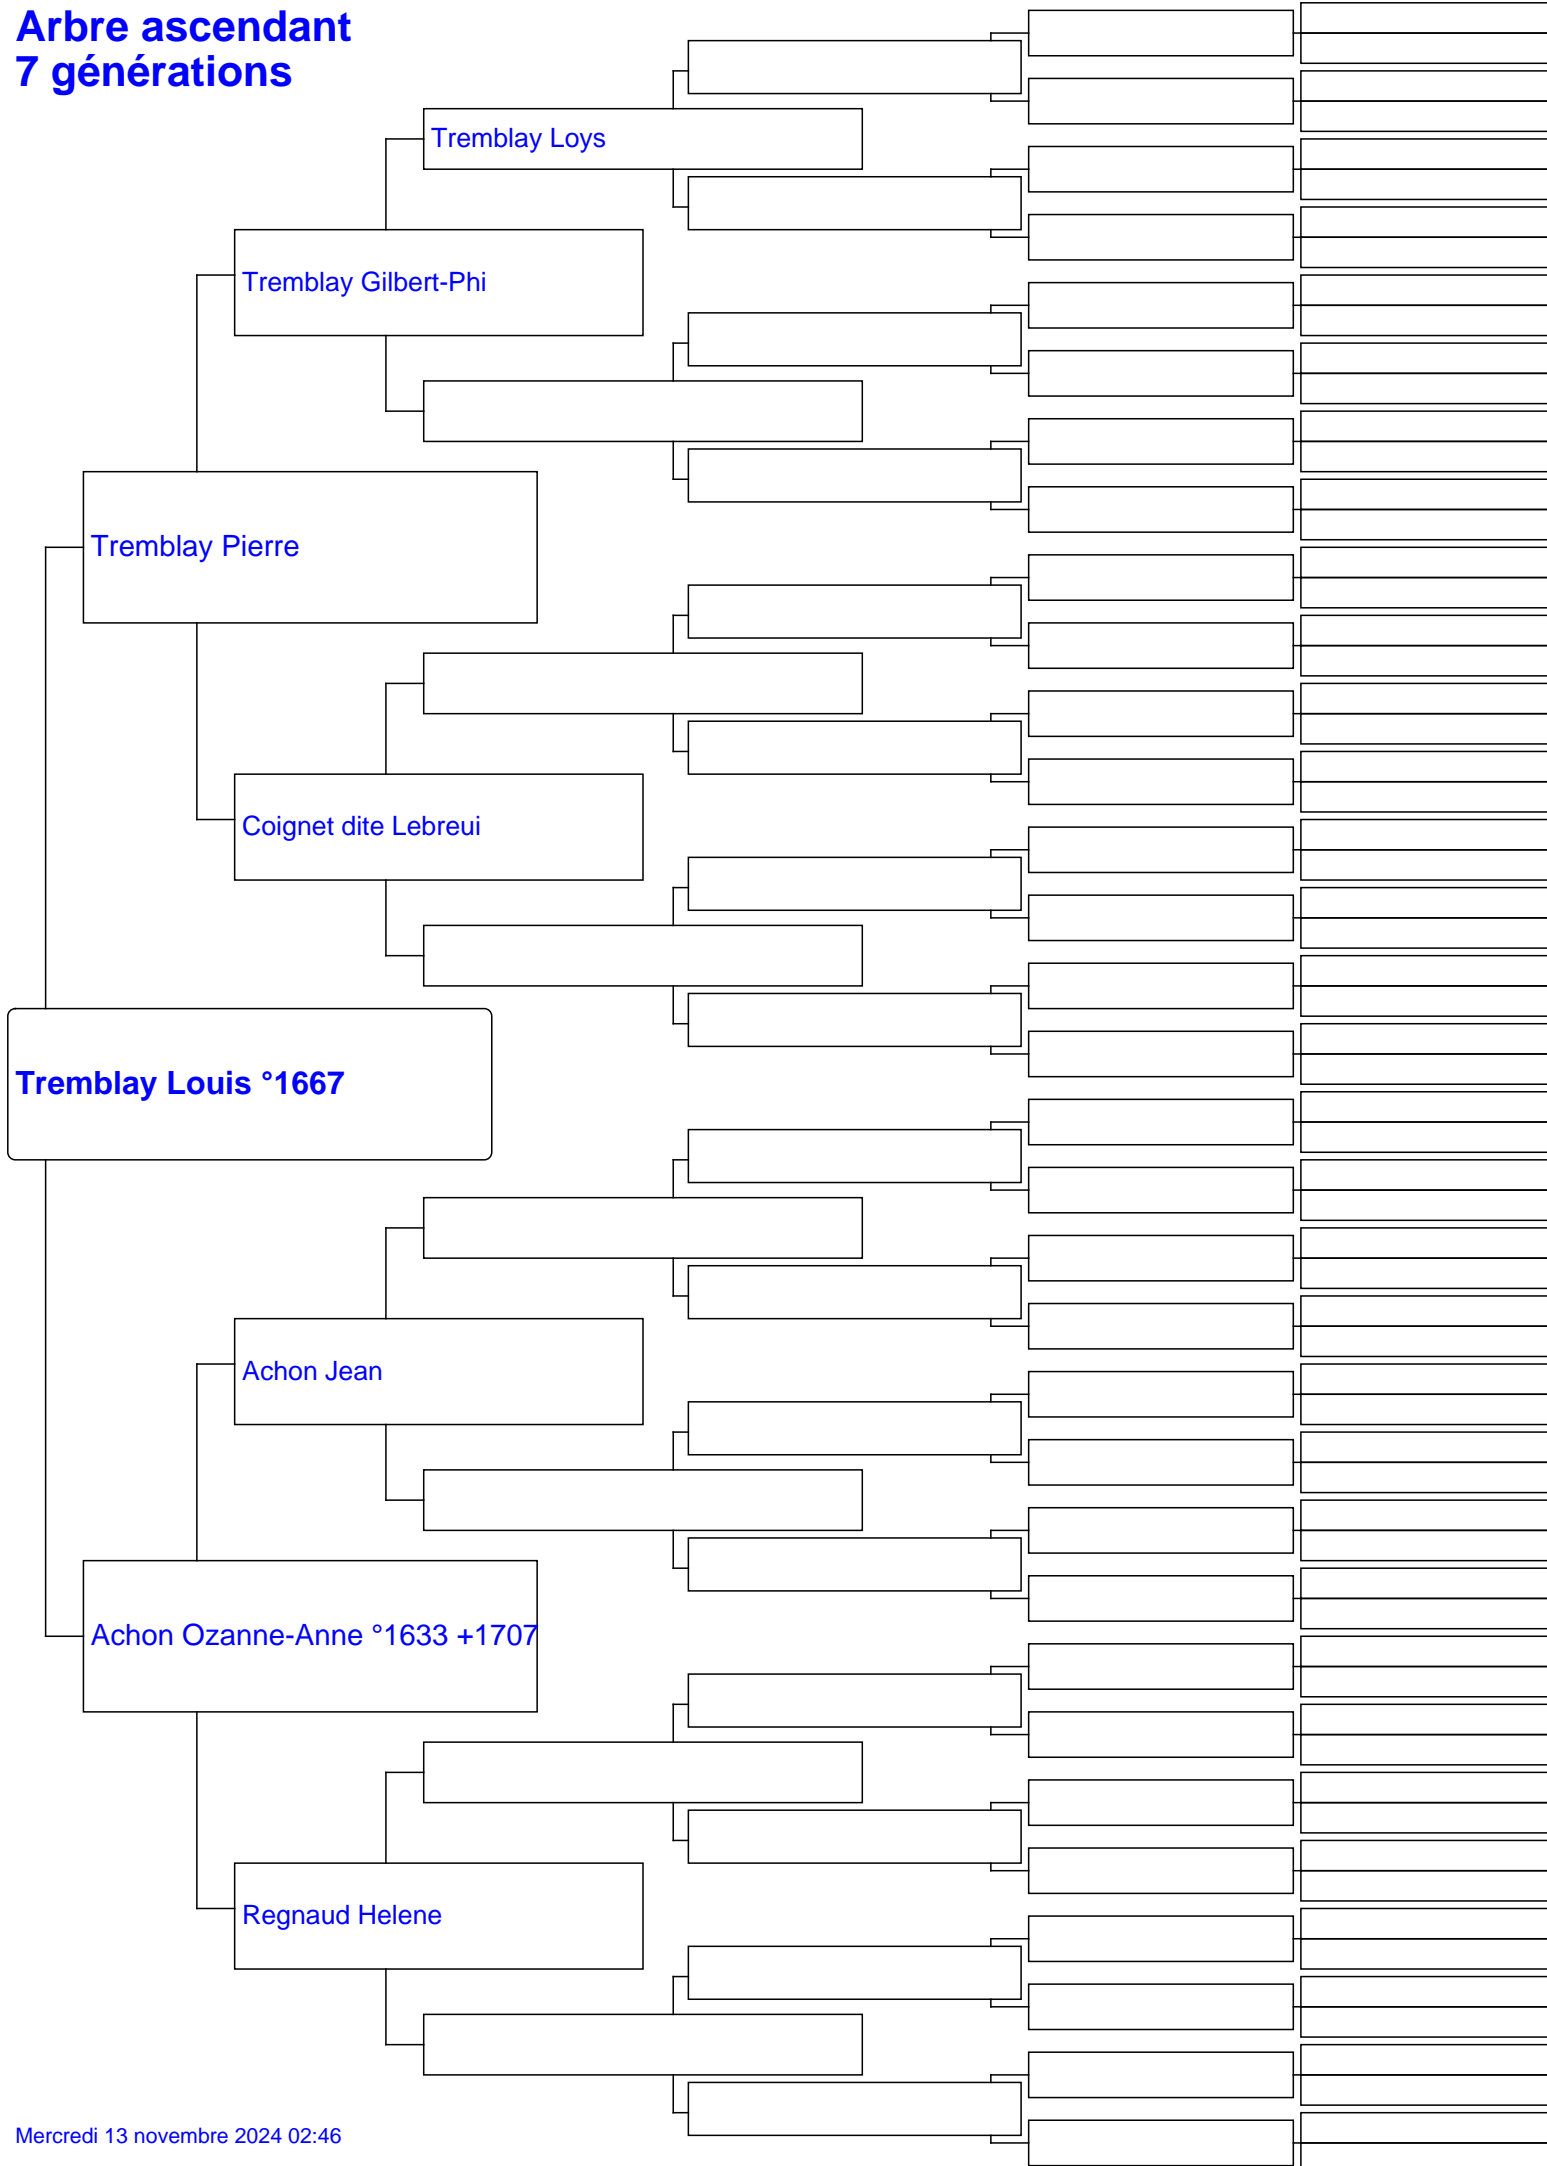 Arbre ascendant
7 générations
Tremblay Loys
Tremblay Gilbert-Phi
Tremblay Pierre
Coignet dite Lebreui
Tremblay Louis °1667
Achon Jean
Achon Ozanne-Anne °1633 +1707
Regnaud Helene
Mercredi 13 novembre 2024 02:46